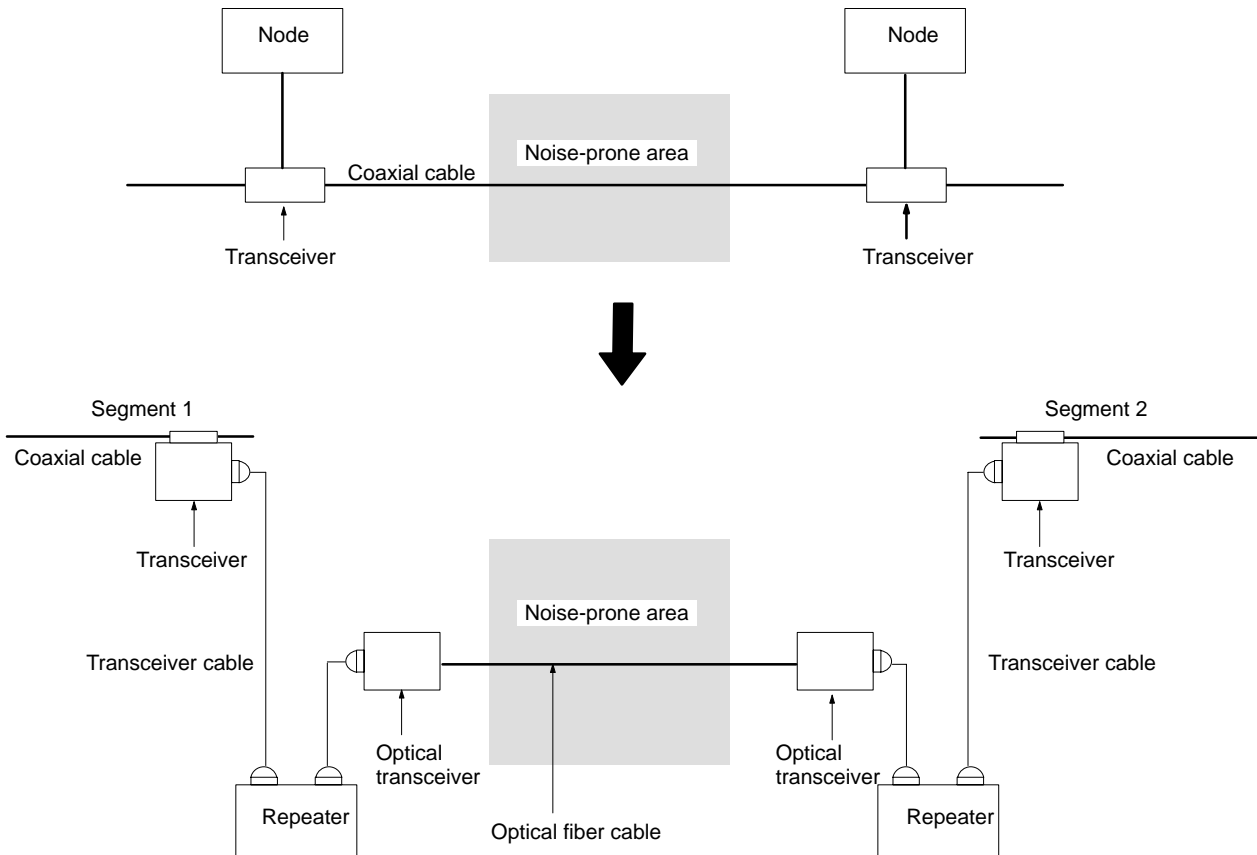 Node
Node
Noise-prone area
Coaxial cable
Transceiver
Transceiver
Segment 1
Segment 2
Coaxial cable
Coaxial cable
Transceiver
Transceiver
Noise-prone area
Transceiver cable
Transceiver cable
Optical
transceiver
Optical
transceiver
Repeater
Repeater
Optical fiber cable